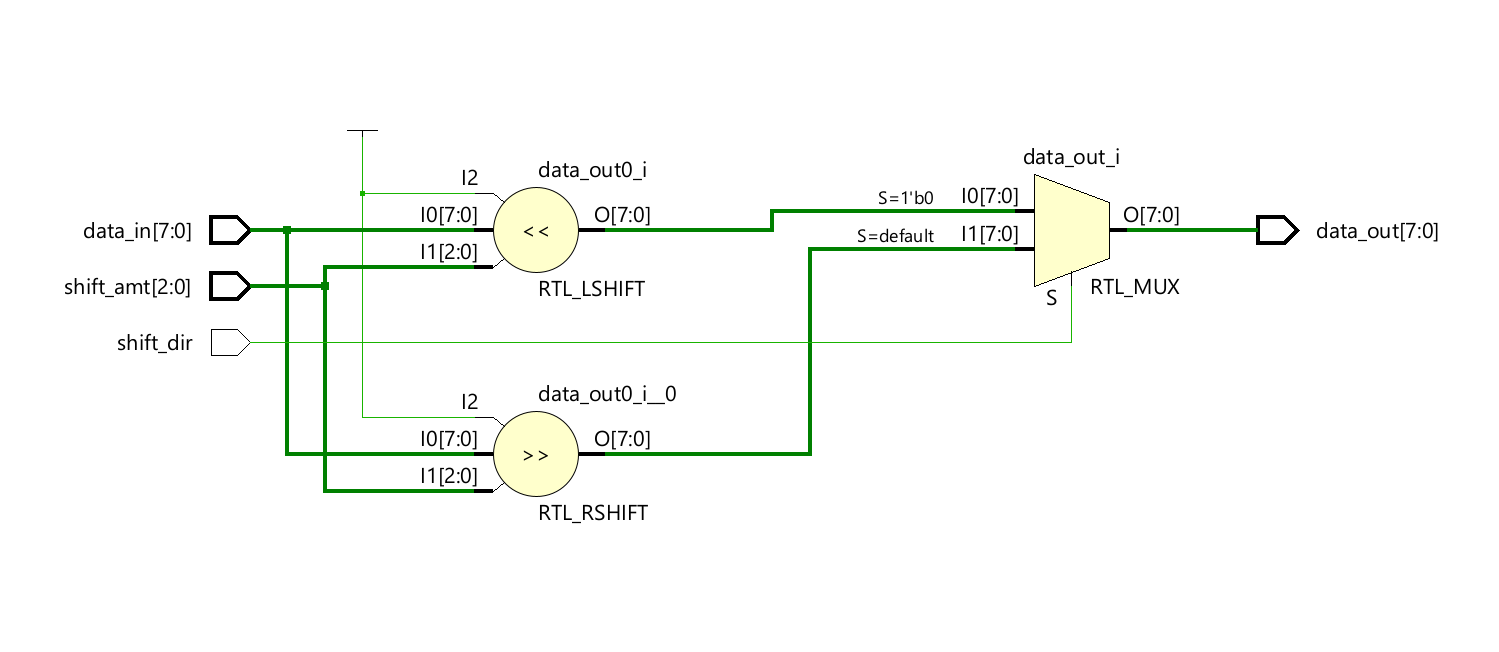 data_out_i
data_out0_i
I2
S=1'b0
I0[7:0]
I0[7:0]
O[7:0]
O[7:0]
data_in[7:0]
<<
data_out[7:0]
S=default
I1[7:0]
I1[2:0]
shift_amt[2:0]
RTL_LSHIFT
RTL_MUX
S
shift_dir
data_out0_i__0
I2
I0[7:0]
O[7:0]
>>
I1[2:0]
RTL_RSHIFT